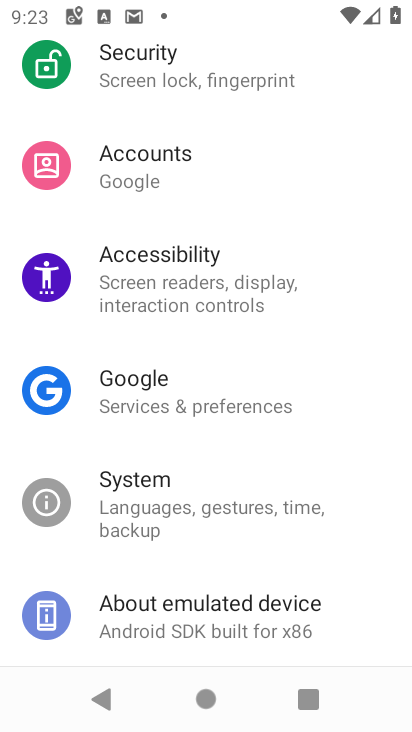 9:23
Security
Screen lock, fingerprint
Accounts
Google
Accessibility
Screen readers, display,
interaction controls
Google
Services & preferences
System
Languages, gestures, time,
backup
About emulated device
Android SDK built for x86